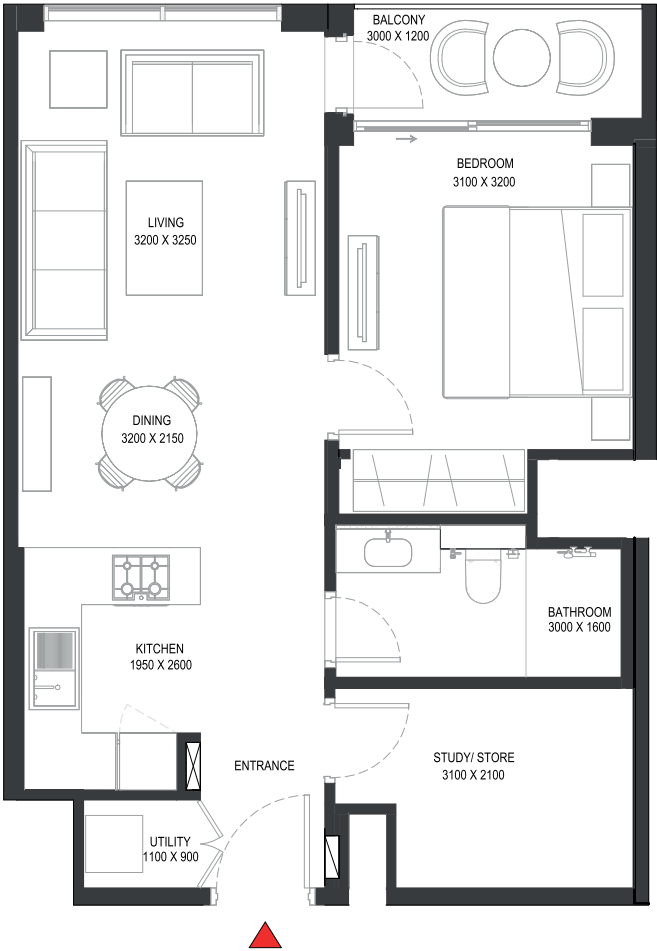 BALCONY
3000 X 1200
BEDROOM
3100 X 3200
LIVING
3200 X 3250
DINING
3200 X 2150
BATHROOM
3000 X 1600
KITCHEN
1950 X 2600
ENTRANCE
STUDY/ STORE
3100 X 2100
UTILITY
1100 X 900